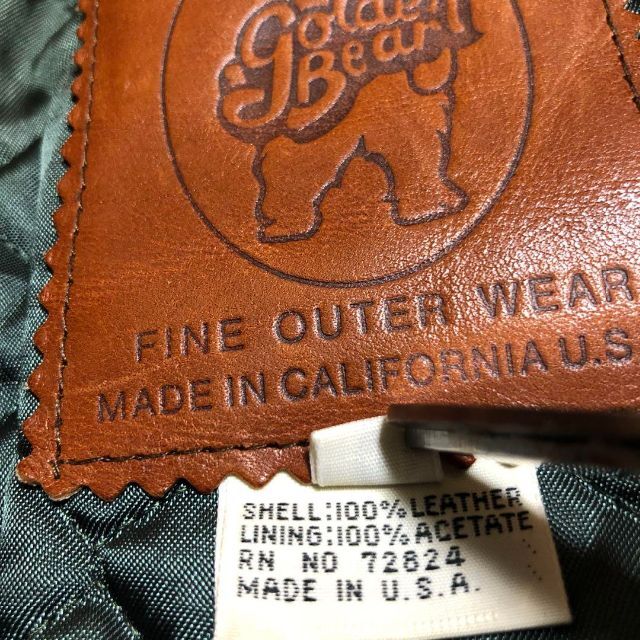 Golden
Bear
FINE OUTER WEAR
MADE IN CALIFORNIA U.S
SHELL:100% LEATHER
LINING:100% ACETATE
RN NO 72824
MADE IN U.S.A.